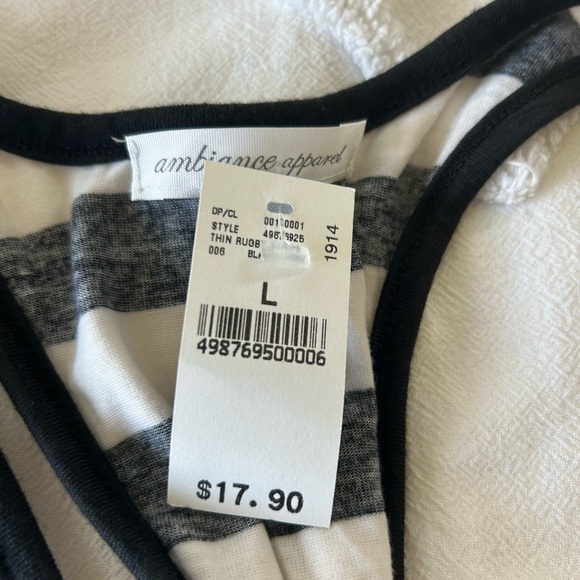 ambiance apparel
DP/CL
STYLE
THIN RUGB
006
1914
L
498769500006
$17.90